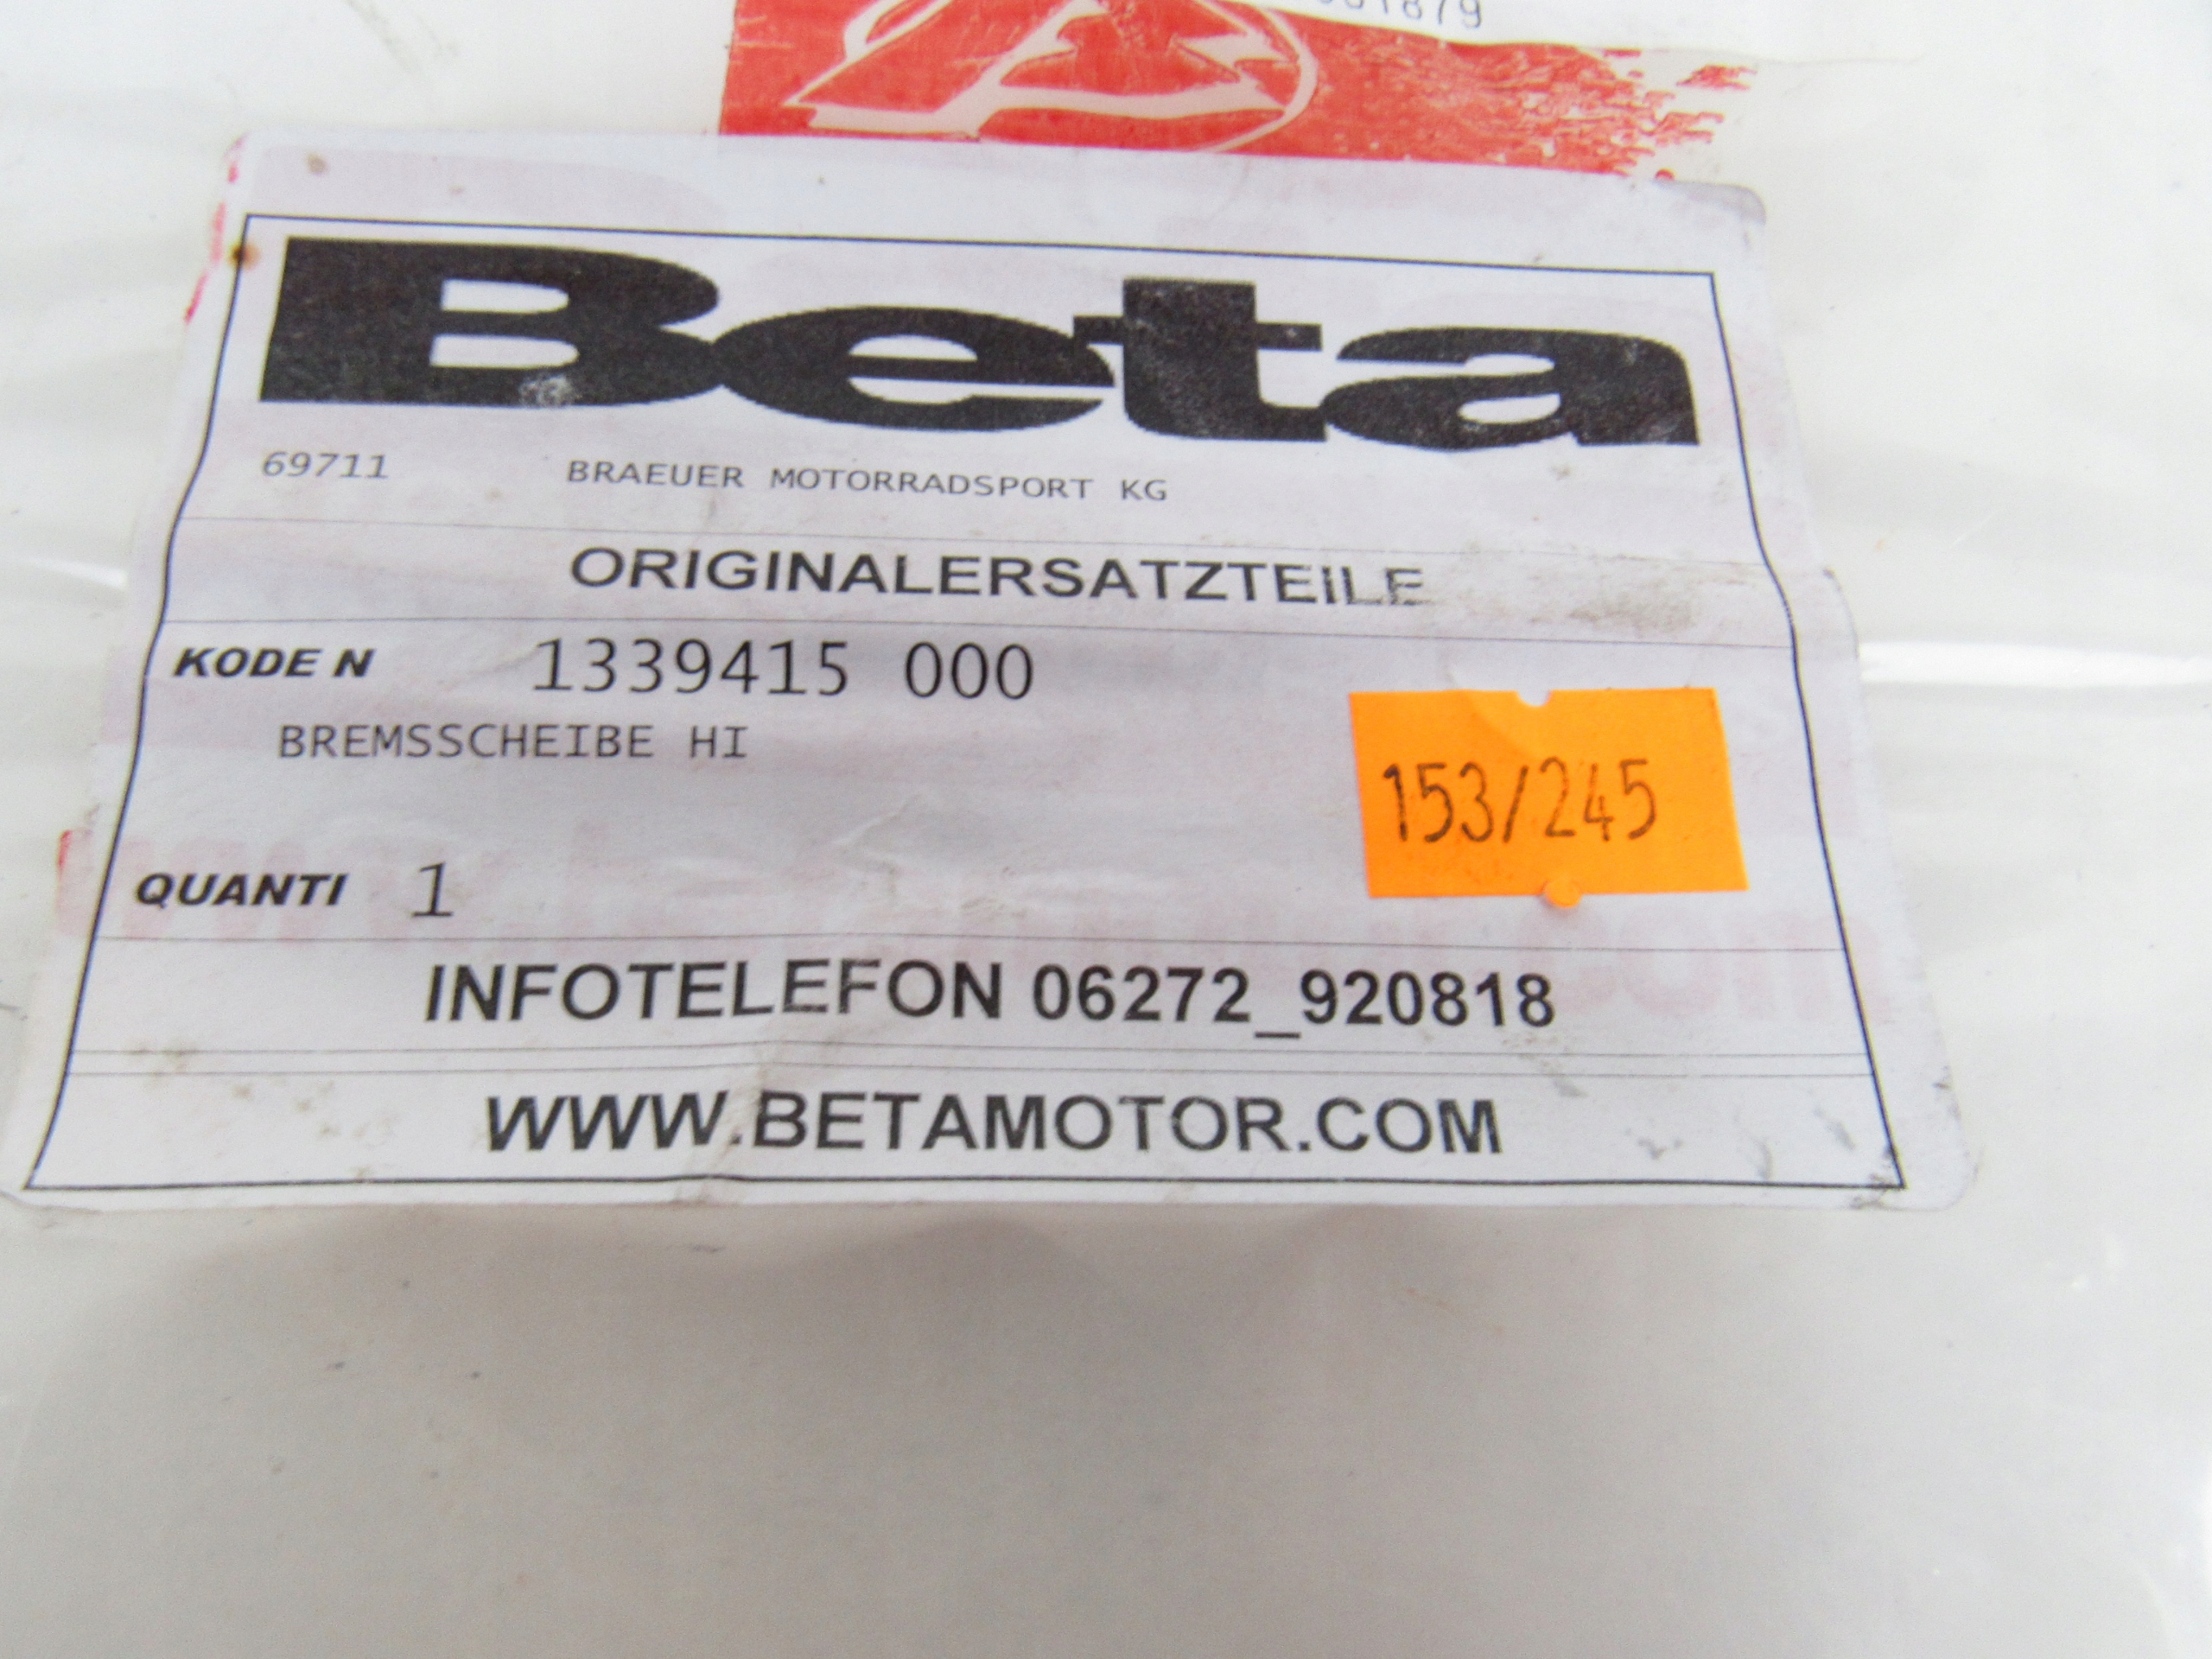 Beta
69711 BRAEUER MOTORRADSPORT KG
ORIGINALERSATZTEILE
KODE N 1339415 000
BREMSSCHEIBE HI
153/245
QUANTI 1
INFOTELEFON 06272_920818
WWW.BETAMOTOR.COM